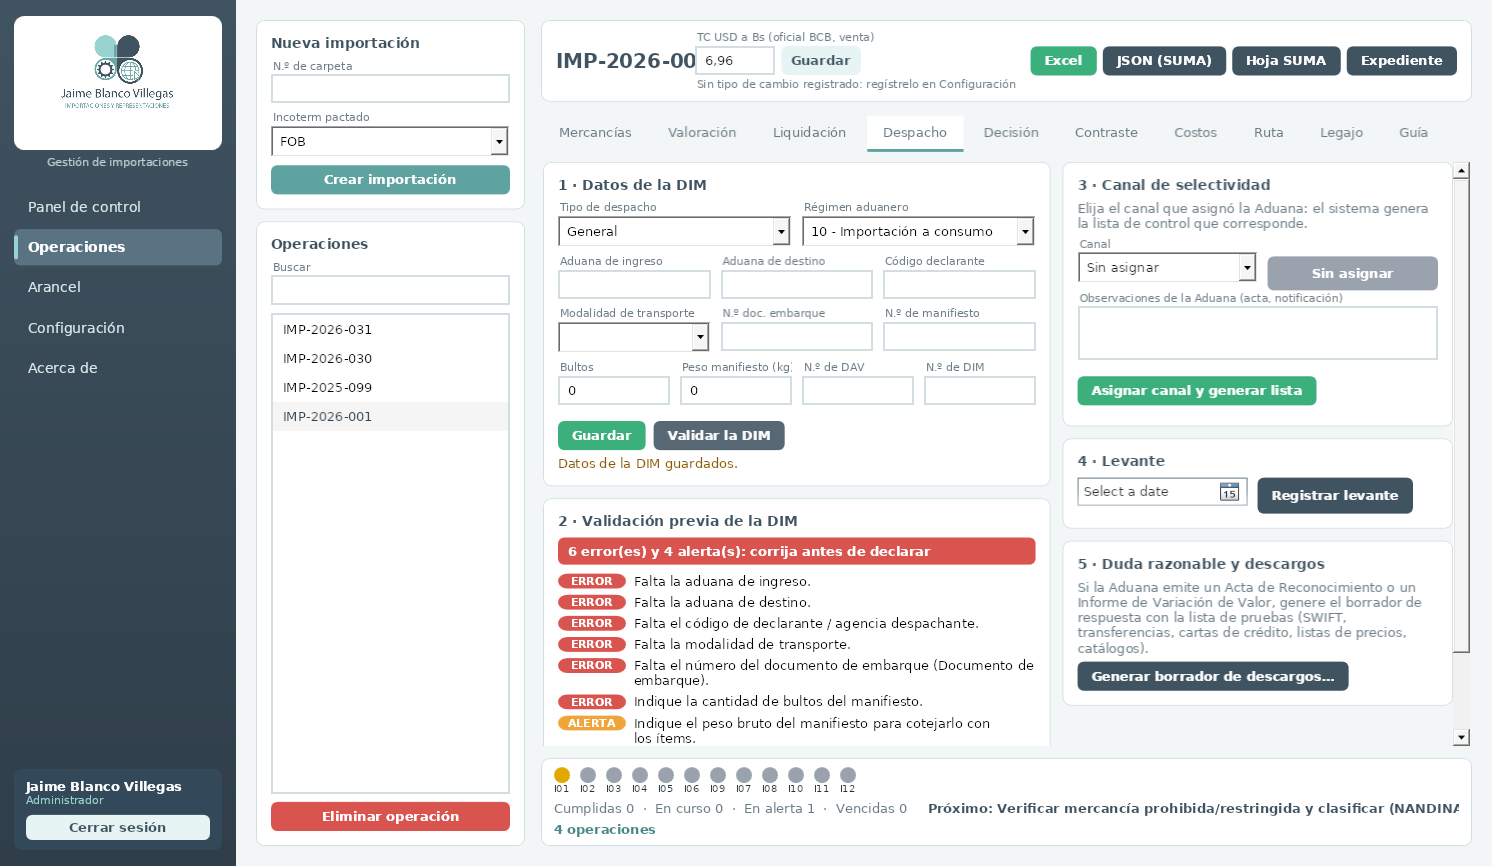 Jaime Blanco Villegas
IMPORTACIONES Y REPRESENTACIONES
Gestión de importaciones
Panel de control
Operaciones
Arancel
Configuración
Acerca de
Jaime Blanco Villegas
Administrador
Cerrar sesión
Nueva importación
N.º de carpeta
Incoterm pactado
FOB
Crear importación
Operaciones
Buscar
IMP-2026-031
IMP-2026-030
IMP-2025-099
IMP-2026-001
Eliminar operación
IMP-2026-00
TC USD a Bs (oficial BCB, venta)
6,96
Guardar
Sin tipo de cambio registrado: regístrelo en Configuración
Excel
JSON (SUMA)
Hoja SUMA
Expediente
Mercancías
Valoración
Liquidación
Despacho
Decisión
Contraste
Costos
Ruta
Legajo
Guía
1 · Datos de la DIM
Tipo de despacho
Régimen aduanero
General
10 - Importación a consumo
Aduana de ingreso
Aduana de destino
Código declarante
Modalidad de transporte
N.º doc. embarque
N.º de manifiesto
Bultos
Peso manifiesto (kg)
N.º de DAV
N.º de DIM
0
0
Guardar
Validar la DIM
Datos de la DIM guardados.
2 · Validación previa de la DIM
6 error(es) y 4 alerta(s): corrija antes de declarar
ERROR Falta la aduana de ingreso.
ERROR Falta la aduana de destino.
ERROR Falta el código de declarante / agencia despachante.
ERROR Falta la modalidad de transporte.
ERROR Falta el número del documento de embarque (Documento de
embarque).
ERROR Indique la cantidad de bultos del manifiesto.
ALERTA Indique el peso bruto del manifiesto para cotejarlo con
los ítems.
3 · Canal de selectividad
Elija el canal que asignó la Aduana: el sistema genera
la lista de control que corresponde.
Canal
Sin asignar
Sin asignar
Observaciones de la Aduana (acta, notificación)
Asignar canal y generar lista
4 · Levante
Select a date
15
Registrar levante
5 · Duda razonable y descargos
Si la Aduana emite un Acta de Reconocimiento o un
Informe de Variación de Valor, genere el borrador de
respuesta con la lista de pruebas (SWIFT,
transferencias, cartas de crédito, listas de precios,
catálogos).
Generar borrador de descargos...
I01 I02 I03 I04 I05 I06 I09 I07 I08 I10 I11 I12
Cumplidas 0 · En curso 0 · En alerta 1 · Vencidas 0
Próximo: Verificar mercancía prohibida/restringida y clasificar (NANDINA
4 operaciones